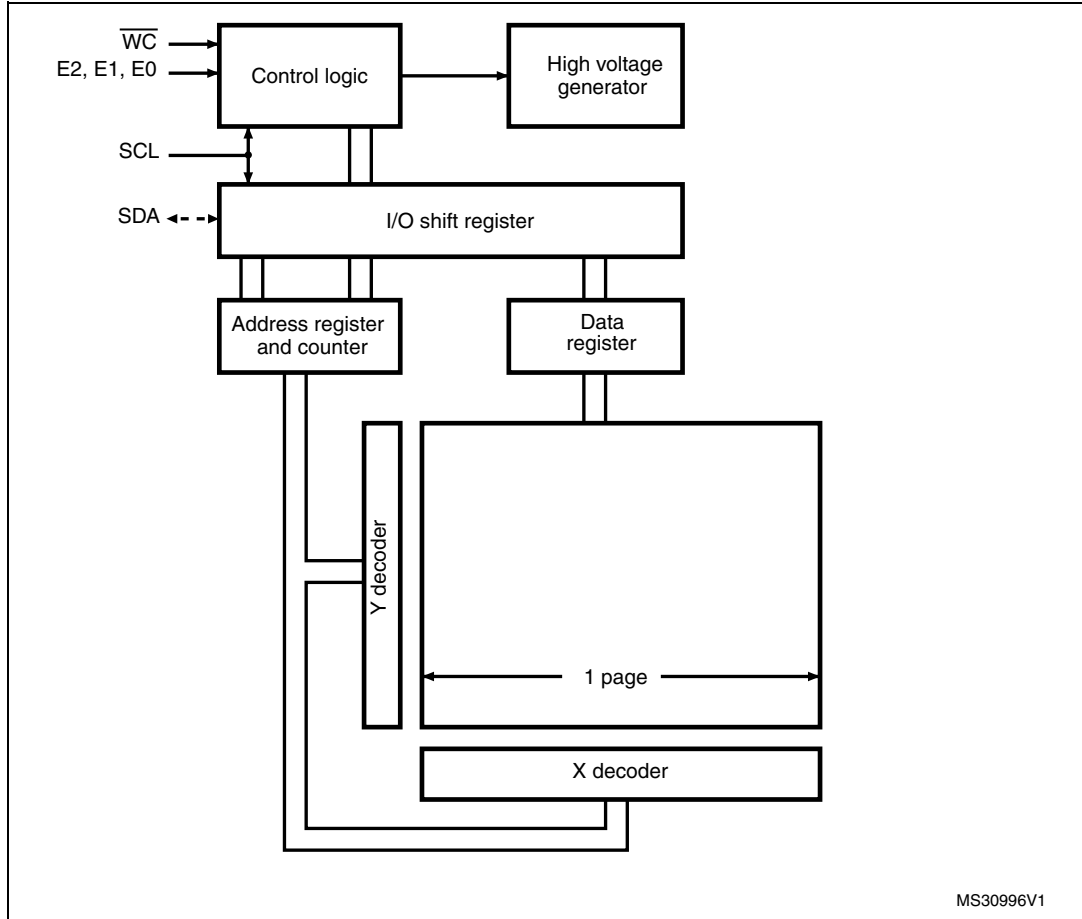 W̅C̅
E2, E1, E0
Control logic
High voltage
generator
SCL
SDA
I/O shift register
Address register
and counter
Data
register
Y decoder
1 page
X decoder
MS30996V1